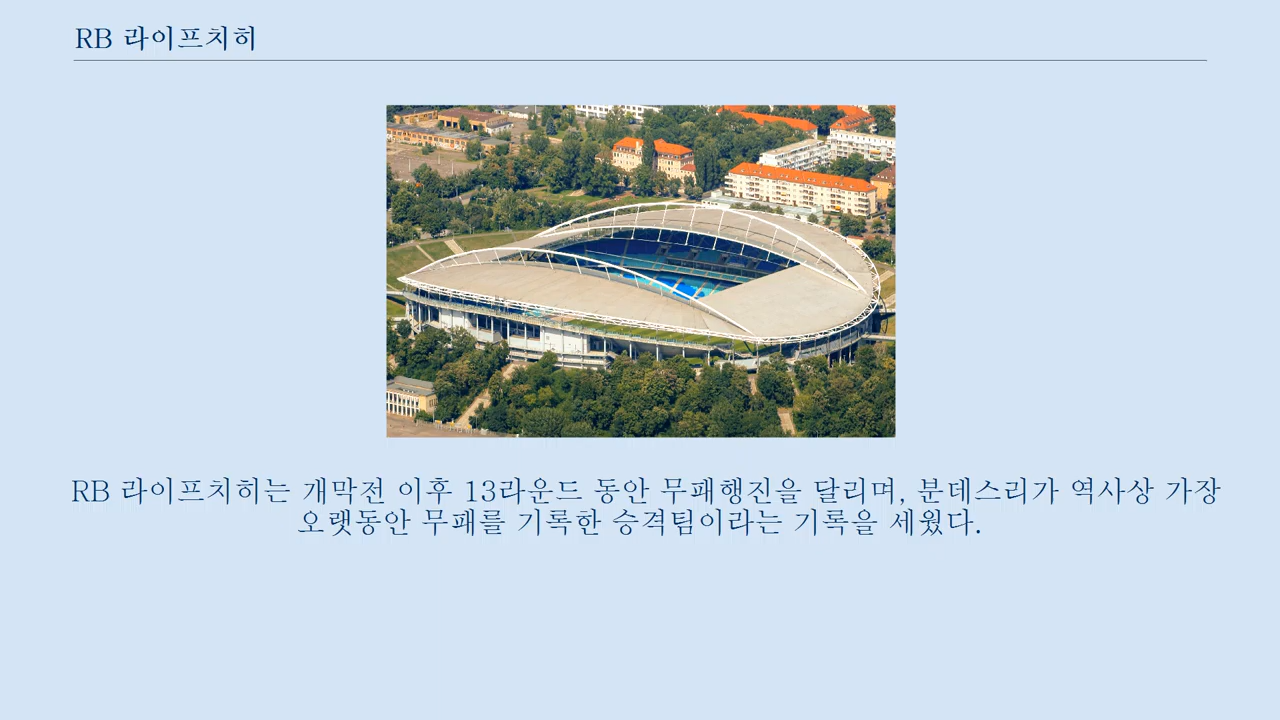 RB 라이프치히
RB 라이프치히는 개막전 이후 13라운드 동안 무패행진을 달리며, 분데스리가 역사상 가장
오랫동안 무패를 기록한 승격팀이라는 기록을 세웠다.